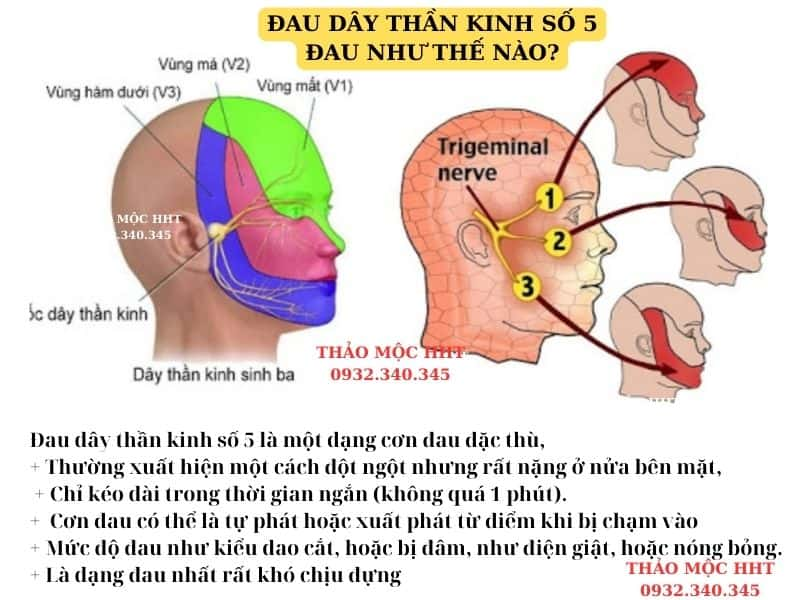 ĐAU DÂY THẦN KINH SỐ 5
ĐAU NHƯ THẾ NÀO?
Vùng má (V2)
Vùng mắt (V1)
Vùng hàm dưới (V3)
MỘC HHT
.340.345
ốc dây thần kinh
Dây thần kinh sinh ba
Trigeminal
nerve
1
2
3
THẢO MỘC HHT
0932.340.345
Đau dây thần kinh số 5 là một dạng cơn đau đặc thù,
+ Thường xuất hiện một cách đột ngột nhưng rất nặng ở nửa bên mặt,
+ Chỉ kéo dài trong thời gian ngắn (không quá 1 phút).
+ Cơn đau có thể là tự phát hoặc xuất phát từ điểm khi bị chạm vào
+ Mức độ đau như kiểu dao cắt, hoặc bị đâm, như điện giật, hoặc nóng bỏng.
+ Là dạng đau nhất rất khó chịu đựng
THẢO MỘC HHT
0932.340.345